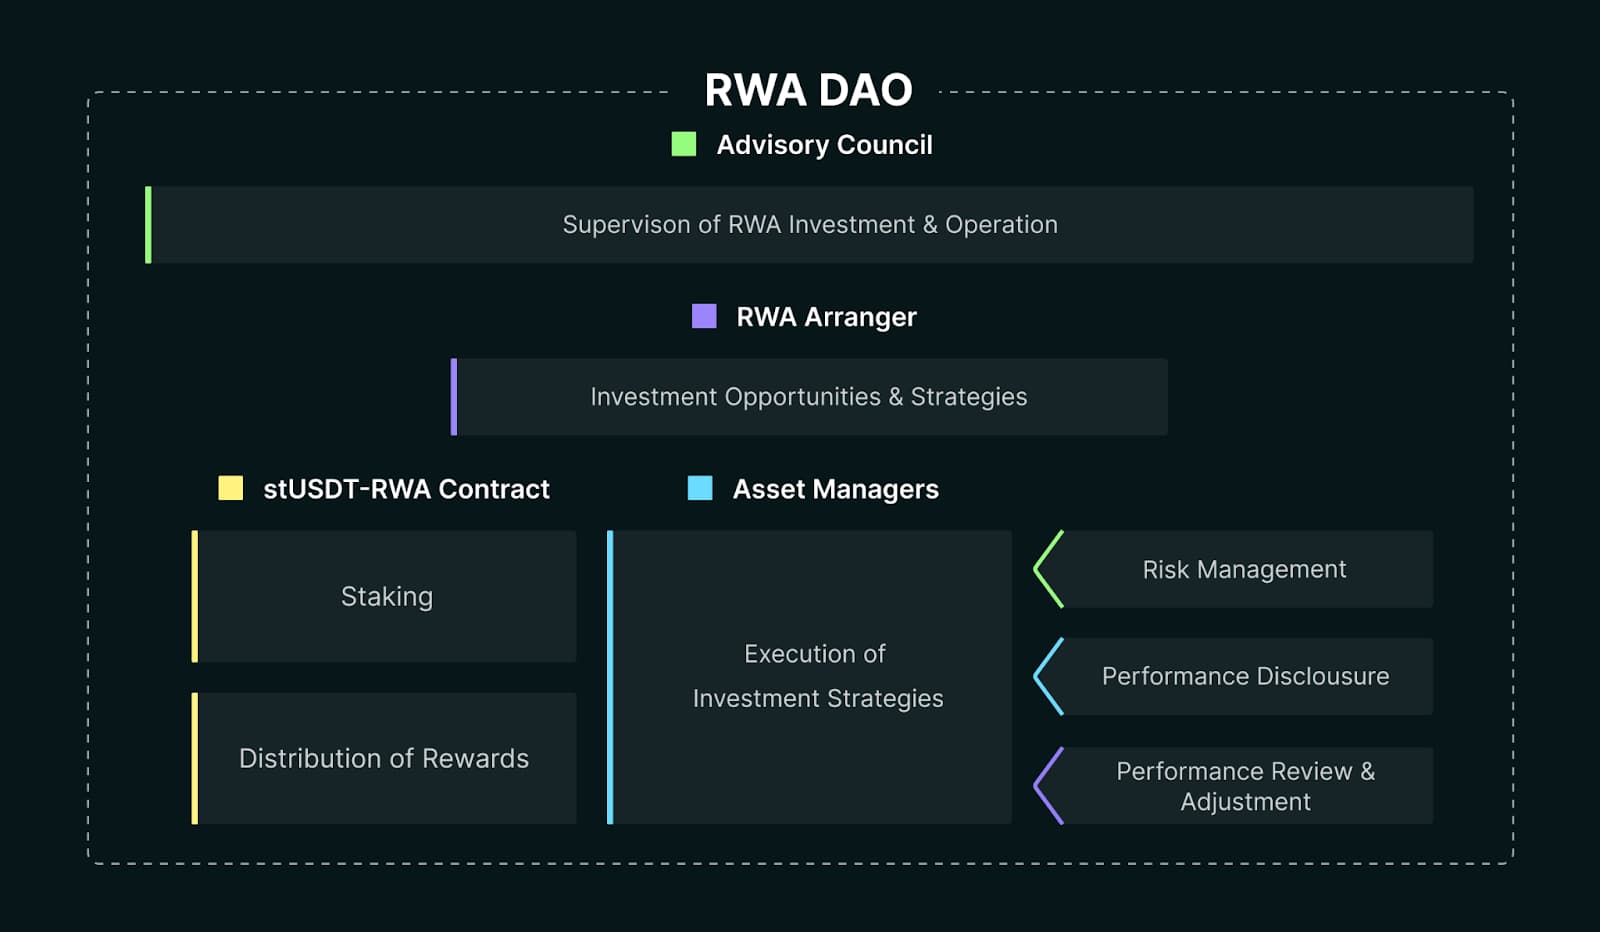 RWA DAO
Advisory Council
Supervison of RWA Investment & Operation
RWA Arranger
Investment Opportunities & Strategies
stUSDT-RWA Contract
Asset Managers
Staking
Distribution of Rewards
Execution of
Investment Strategies
Risk Management
Performance Disclousure
Performance Review &
Adjustment